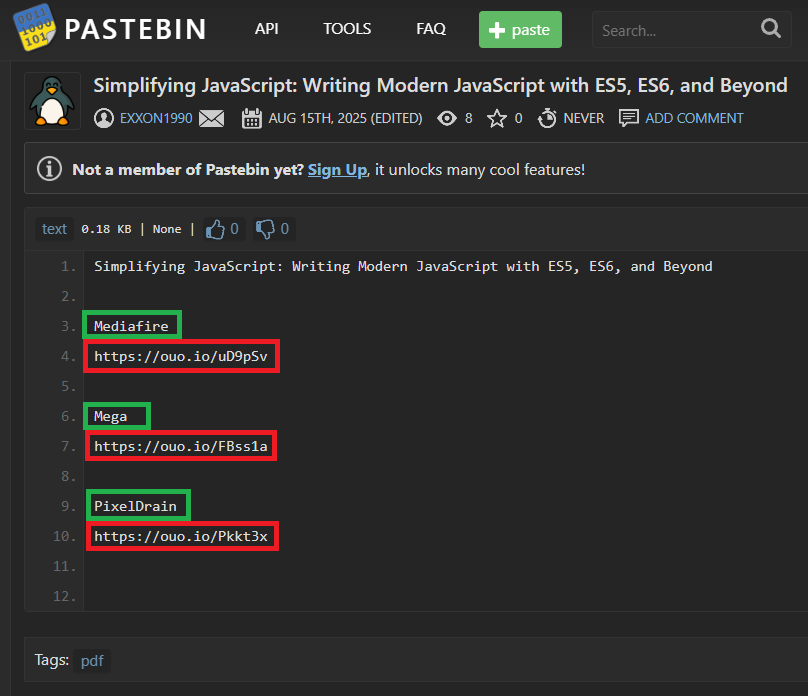 0011
1000
101
PASTEBIN
API
TOOLS
FAQ
paste
Search...
Simplifying JavaScript: Writing Modern JavaScript with ES5, ES6, and Beyond
EXXON1990 AUG 15TH, 2025 (EDITED) 8 0 NEVER ADD COMMENT
Not a member of Pastebin yet? Sign Up, it unlocks many cool features!
text 0.18 KB | None | 0 0
1. Simplifying JavaScript: Writing Modern JavaScript with ES5, ES6, and Beyond
2.
3. Mediafire
4. https://ouo.io/uD9pSv
5.
6. Mega
7. https://ouo.io/FBss1a
8.
9. PixelDrain
10. https://ouo.io/Pkkt3x
11.
12.
Tags: pdf